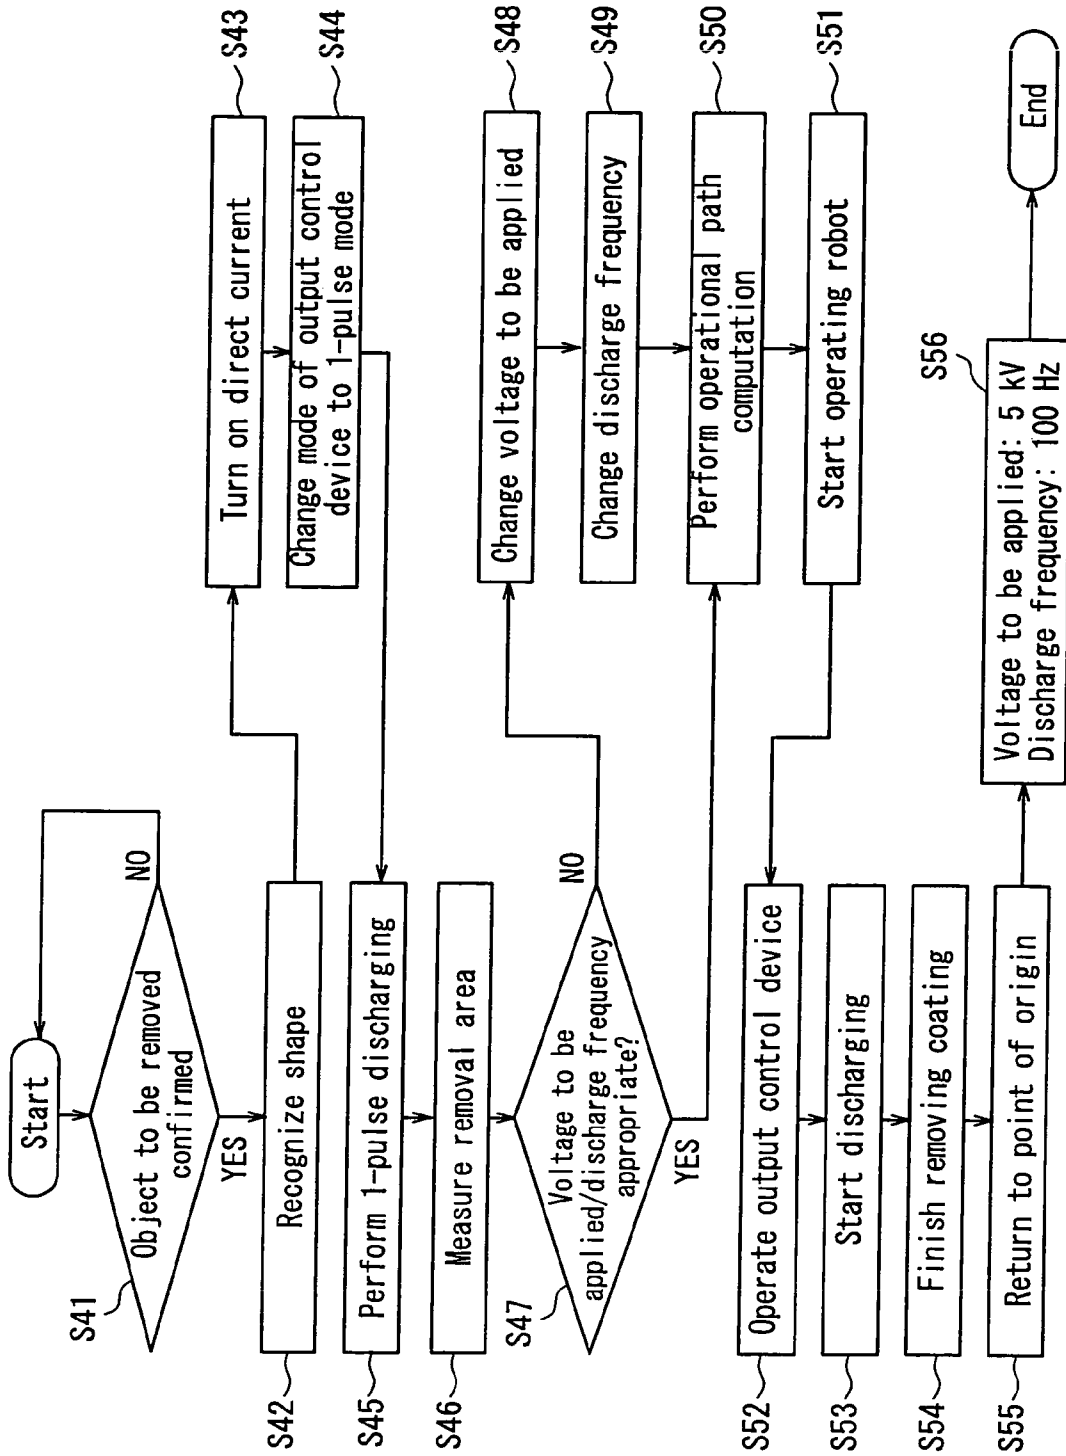 Start
S41
Object to be removed
confirmed
NO
YES
S42
Recognize shape
S43
Turn on direct current
S44
Change mode of output control
device to 1-pulse mode
S45
Perform 1-pulse discharging
S46
Measure removal area
S47
Voltage to be
applied/discharge frequency
appropriate?
NO
YES
S48
Change voltage to be applied
S49
Change discharge frequency
S50
Perform operational path
computation
S51
Start operating robot
S52
Operate output control device
S53
Start discharging
S54
Finish removing coating
S55
Return to point of origin
S56
Voltage to be applied: 5 kV
Discharge frequency: 100 Hz
End